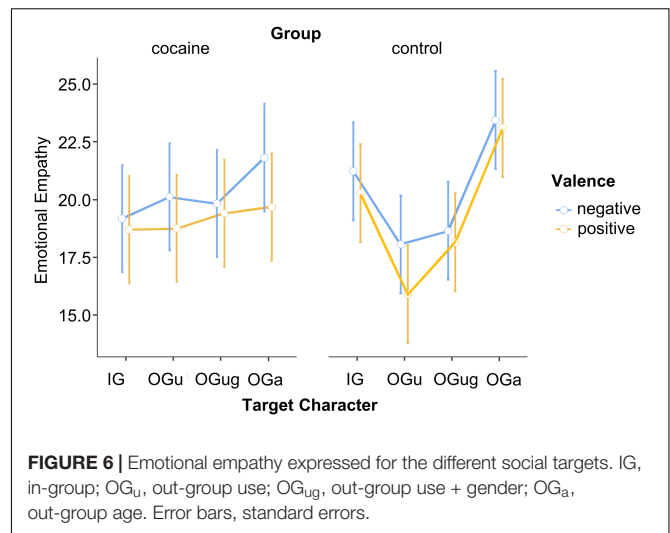 Group
cocaine control
25.0
22.5
20.0
17.5
15.0
Emotional Empathy
IG OGu OGug OGa IG OGu OGug OGa
Target Character
Valence
negative
positive
FIGURE 6 | Emotional empathy expressed for the different social targets. IG,
in-group; OGu, out-group use; OGug, out-group use + gender; OGa,
out-group age. Error bars, standard errors.